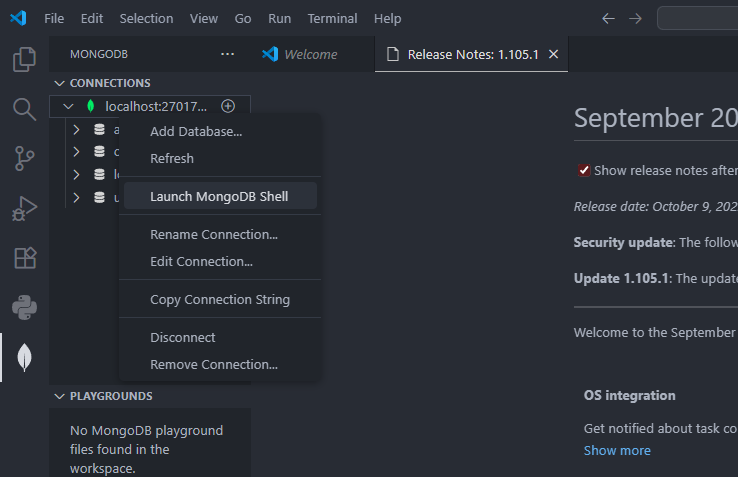 File Edit Selection View Go Run Terminal Help
MONGODB
Welcome
Release Notes: 1.105.1
CONNECTIONS
localhost:27017...
Add Database...
Refresh
Launch MongoDB Shell
Rename Connection...
Edit Connection...
Copy Connection String
Disconnect
Remove Connection...
PLAYGROUNDS
No MongoDB playground
files found in the
workspace.
September 20
Show release notes after
Release date: October 9, 202
Security update: The follow
Update 1.105.1: The update
Welcome to the September
OS integration
Get notified about task co
Show more